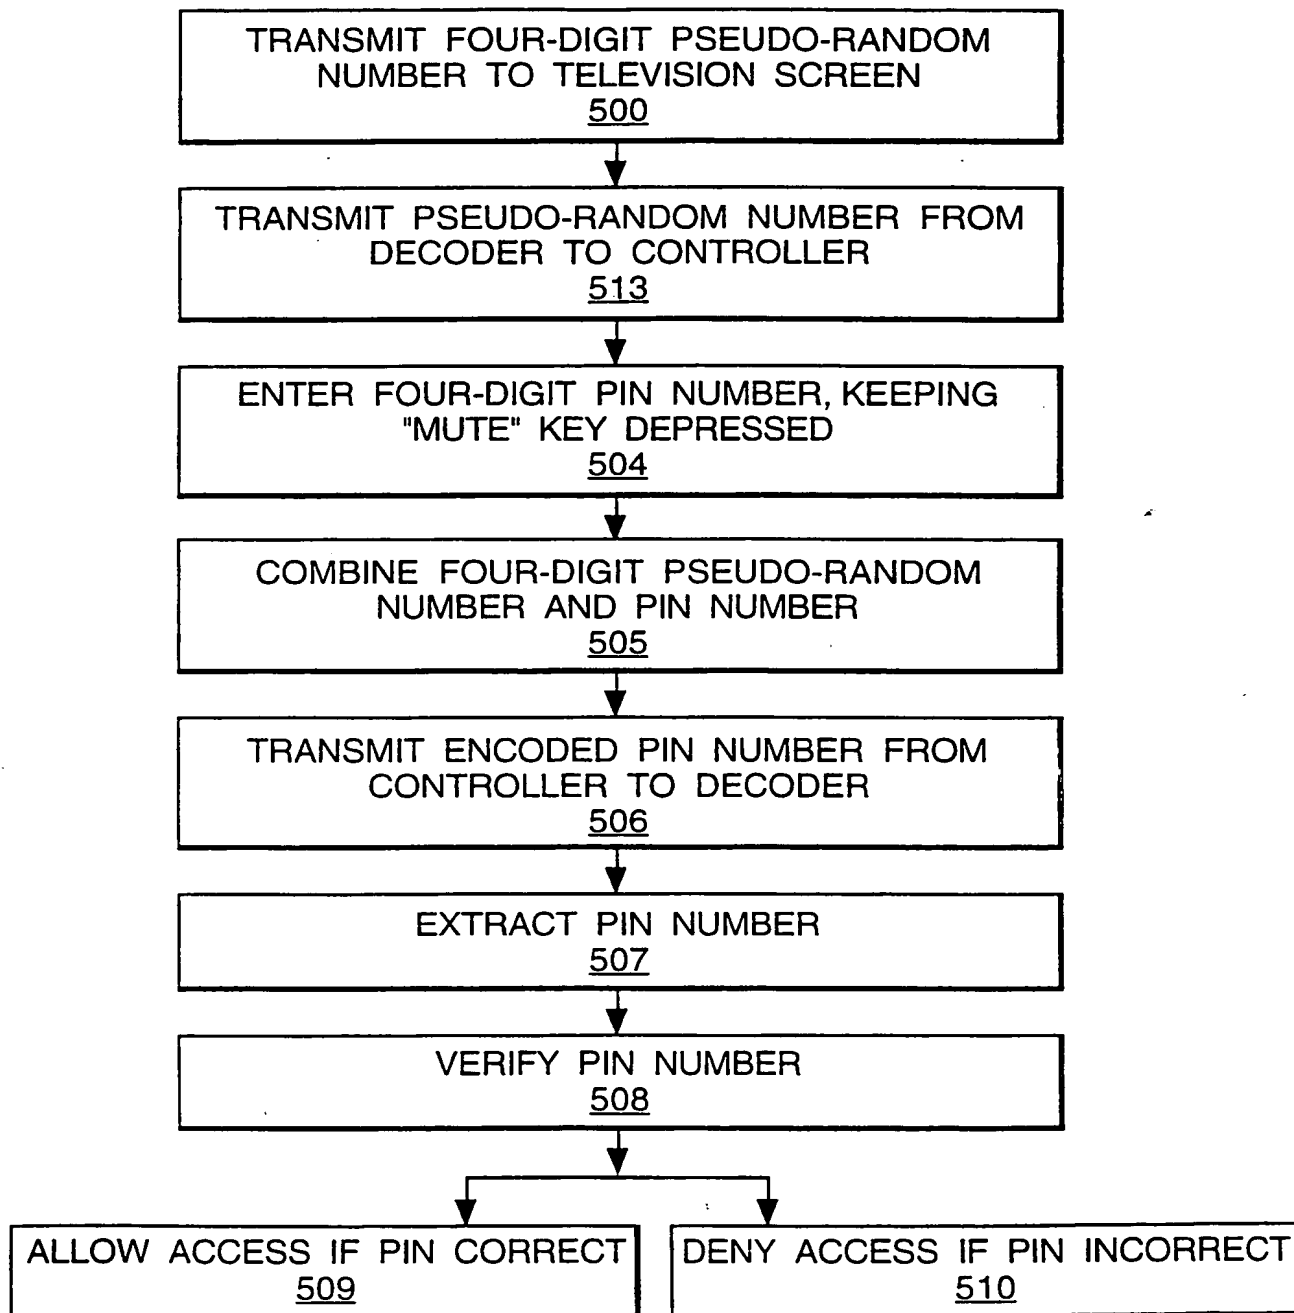 TRANSMIT FOUR-DIGIT PSEUDO-RANDOM
NUMBER TO TELEVISION SCREEN
500
TRANSMIT PSEUDO-RANDOM NUMBER FROM
DECODER TO CONTROLLER
513
ENTER FOUR-DIGIT PIN NUMBER, KEEPING
"MUTE" KEY DEPRESSED
504
COMBINE FOUR-DIGIT PSEUDO-RANDOM
NUMBER AND PIN NUMBER
505
TRANSMIT ENCODED PIN NUMBER FROM
CONTROLLER TO DECODER
506
EXTRACT PIN NUMBER
507
VERIFY PIN NUMBER
508
ALLOW ACCESS IF PIN CORRECT
509
DENY ACCESS IF PIN INCORRECT
510